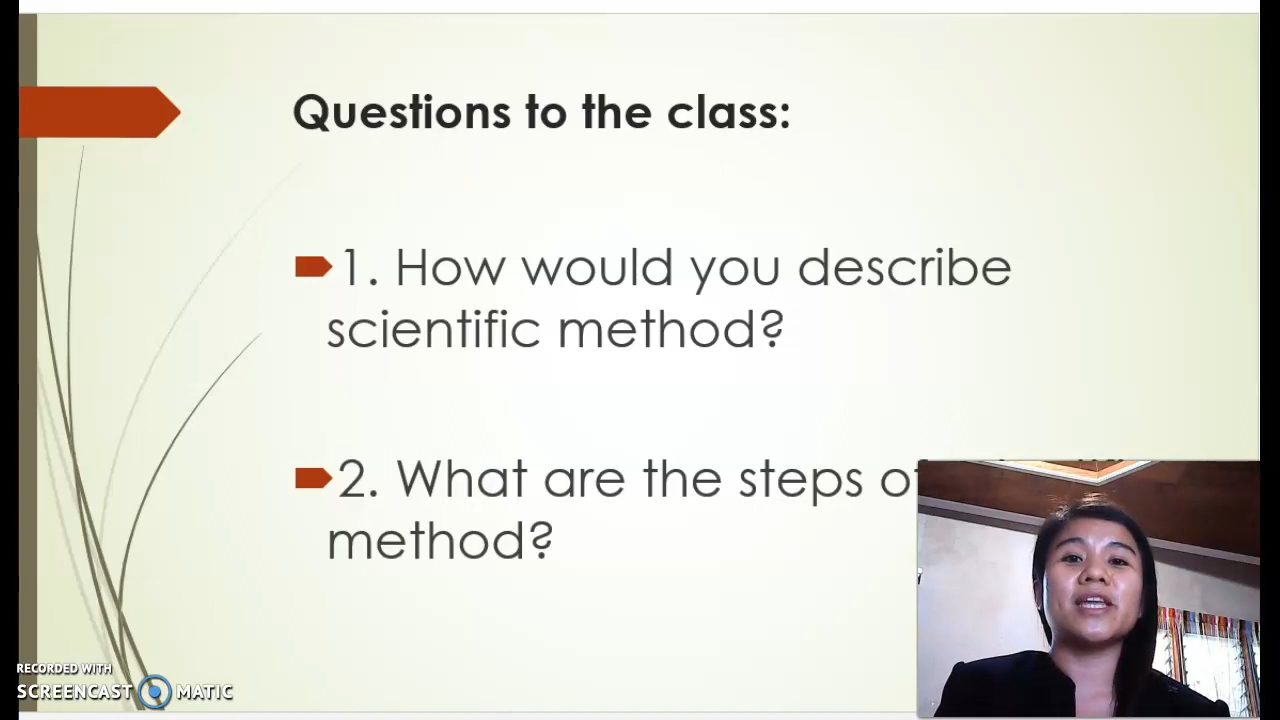 Questions to the class:
1. How would you describe
scientific method?
2. What are the steps of
method?
RECORDED WITH
SCREENCAST MATIC